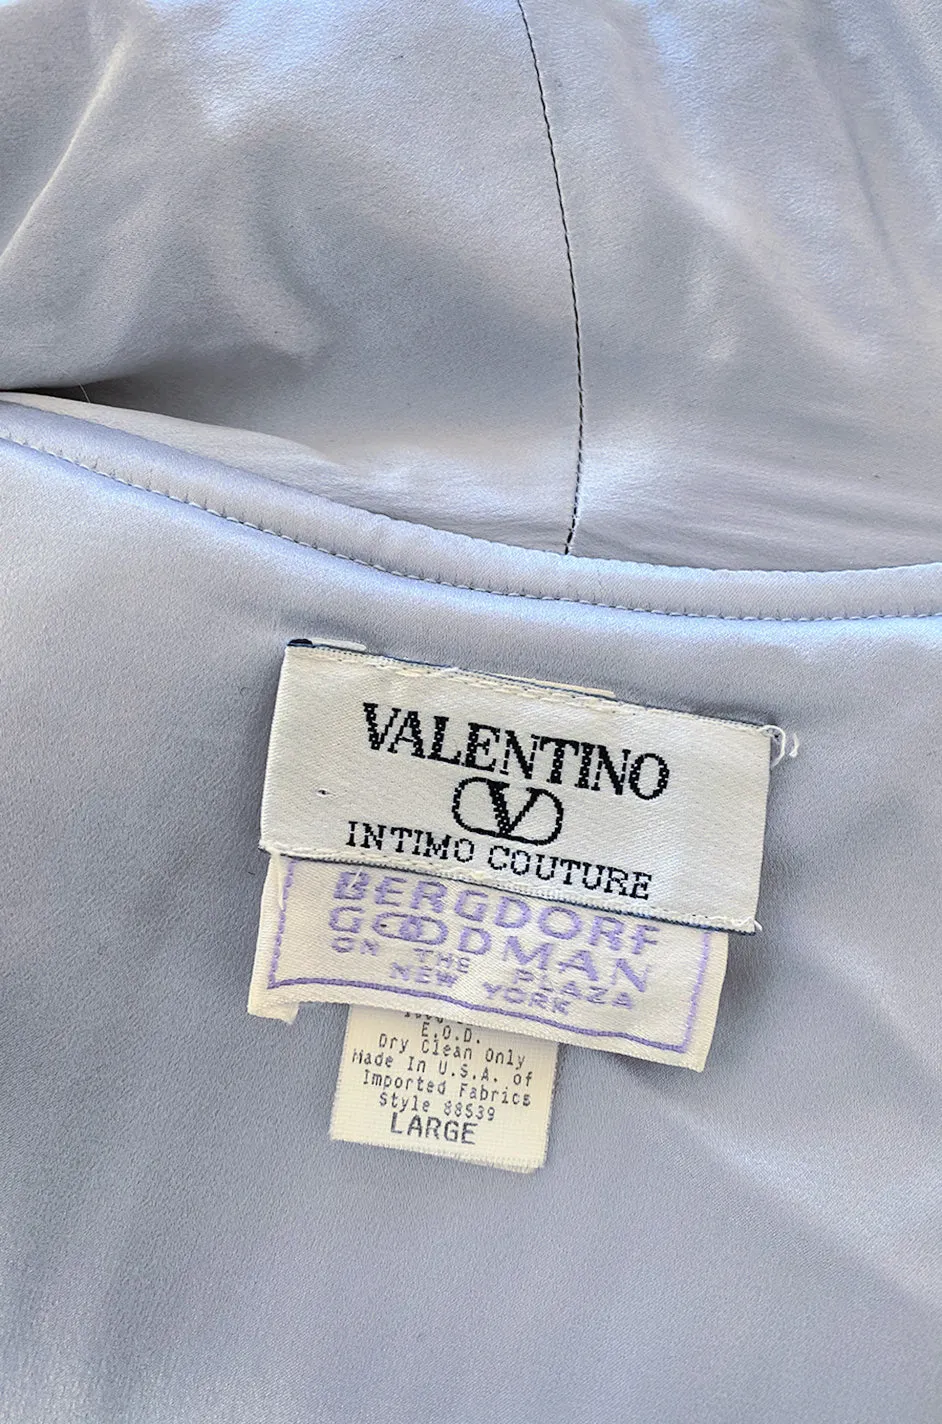 VALENTINO
V
INTIMO COUTURE
BERGDORF
GOODMAN
ON THE PLAZA
NEW YORK
E.O.D.
Dry Clean Only
Made In U.S.A. of
Imported Fabrics
Style 88539
LARGE